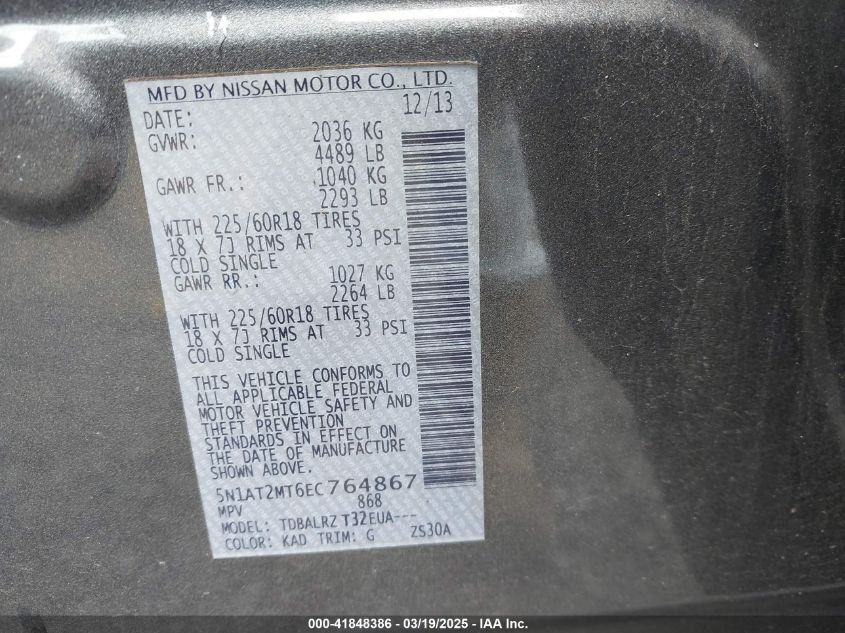 MFD BY NISSAN MOTOR CO., LTD.
DATE: 12/13
GVWR: 2036 KG
4489 LB
GAWR FR.: 1040 KG
2293 LB
WITH 225/60R18 TIRES
18 X 7J RIMS AT 33 PSI
COLD SINGLE
GAWR RR.: 1027 KG
2264 LB
WITH 225/60R18 TIRES
18 X 7J RIMS AT 33 PSI
COLD SINGLE
THIS VEHICLE CONFORMS TO
ALL APPLICABLE FEDERAL
MOTOR VEHICLE SAFETY AND
THEFT PREVENTION
STANDARDS IN EFFECT ON
THE DATE OF MANUFACTURE
SHOWN ABOVE.
5N1AT2MT6EC764867
MPV 868
MODEL: TDBALRZ T32EUA---
COLOR: KAD TRIM: G ZS30A
000-41848386 - 03/19/2025 - IAA Inc.